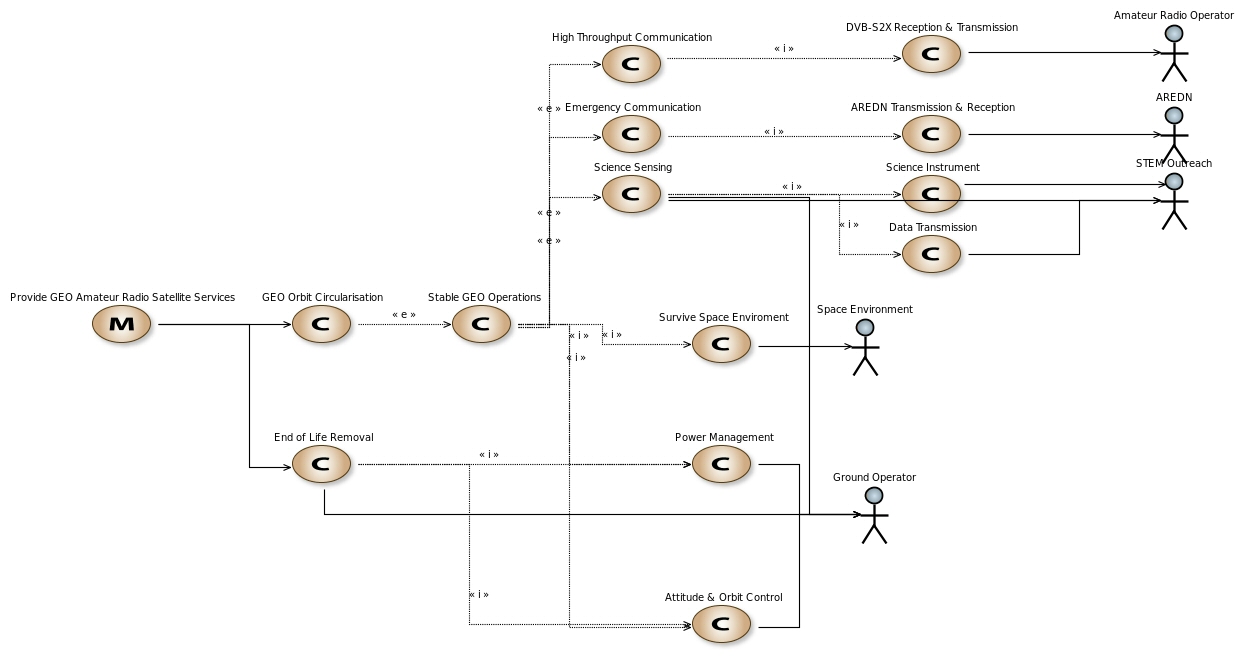 Amateur Radio Operator
DVB-S2X Reception & Transmission
High Throughput Communication
« i »
C
C
AREDN
« e »
Emergency Communication
AREDN Transmission & Reception
« i »
C
C
STEM Outreach
Science Sensing
Science Instrument
« i »
C
C
« e »
« i »
Data Transmission
« e »
C
Provide GEO Amateur Radio Satellite Services
GEO Orbit Circularisation
Stable GEO Operations
Space Environment
Survive Space Enviroment
« e »
M
C
C
« i »
« i »
C
« i »
End of Life Removal
Power Management
« i »
C
C
Ground Operator
« i »
Attitude & Orbit Control
C